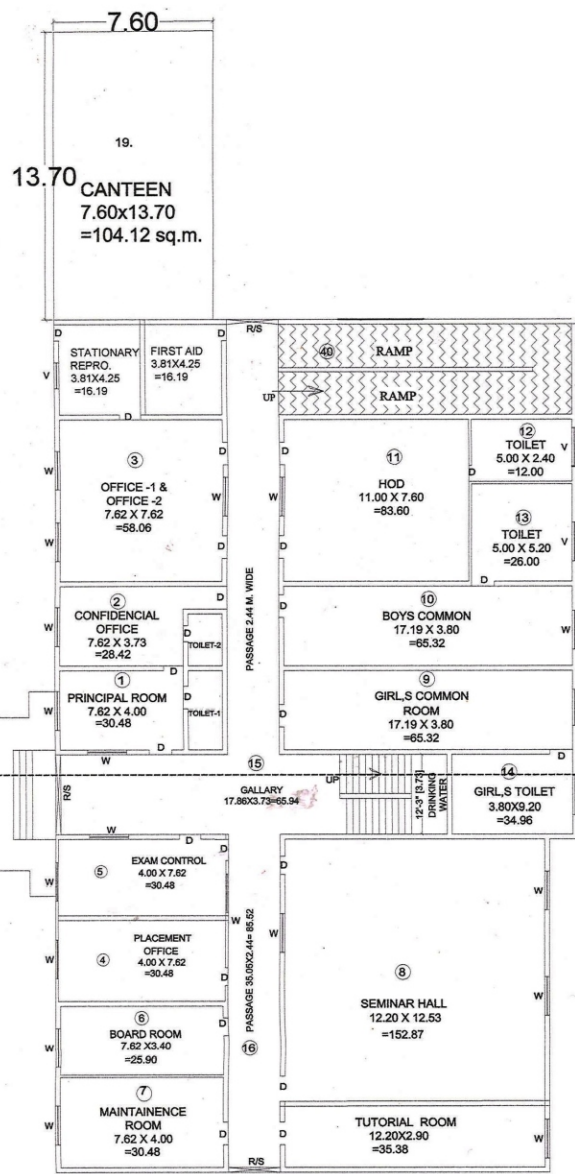 7.60
19.
13.70
CANTEEN
7.60x13.70
=104.12 sq.m.
R/S
D
STATIONARY
REPRO.
3.81X4.25
=16.19
V
D
FIRST AID
3.81X4.25
=16.19
D
40
RAMP
UP
RAMP
3
OFFICE -1 &
OFFICE -2
7.62 X 7.62
=58.06
W
W
D
W
D
D
W
D
11
HOD
11.00 X 7.60
=83.60
12
TOILET
5.00 X 2.40
=12.00
V
D
13
TOILET
5.00 X 5.20
=26.00
V
D
2
CONFIDENCIAL
OFFICE
7.62 X 3.73
=28.42
W
D
D
TOILET-2
PASSAGE 2.44 M. WIDE
D
10
BOYS COMMON
17.19 X 3.80
=65.32
W
1
PRINCIPAL ROOM
7.62 X 4.00
=30.48
W
D
D
TOILET-1
D
D
9
GIRL,S COMMON
ROOM
17.19 X 3.80
=65.32
W
R/S
15
GALLARY
17.86X3.73=65.94
W
UP
12'-3" [3.73]
DRINKING
WATER
D
14
GIRL,S TOILET
3.80X9.20
=34.96
W
5
EXAM CONTROL
4.00 X 7.62
=30.48
W
D
D
D
4
PLACEMENT
OFFICE
4.00 X 7.62
=30.48
W
W
D
PASSAGE 35.05X2.44= 85.52
16
W
8
SEMINAR HALL
12.20 X 12.53
=152.87
W
W
D
6
BOARD ROOM
7.62 X3.40
=25.90
W
D
7
MAINTAINENCE
ROOM
7.62 X 4.00
=30.48
W
D
D
TUTORIAL  ROOM
12.20X2.90
=35.38
W
R/S